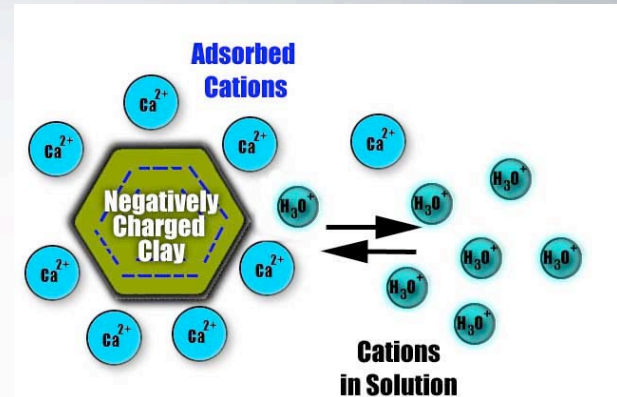 Adsorbed
Cations
Ca²⁺
Ca²⁺
Ca²⁺
Ca²⁺
Negatively
Charged
Clay
H₃O⁺
H₃O⁺
H₃O⁺
Ca²⁺
Ca²⁺
H₃O⁺
H₃O⁺
H₃O⁺
Ca²⁺
Ca²⁺
H₃O⁺
Cations
in Solution